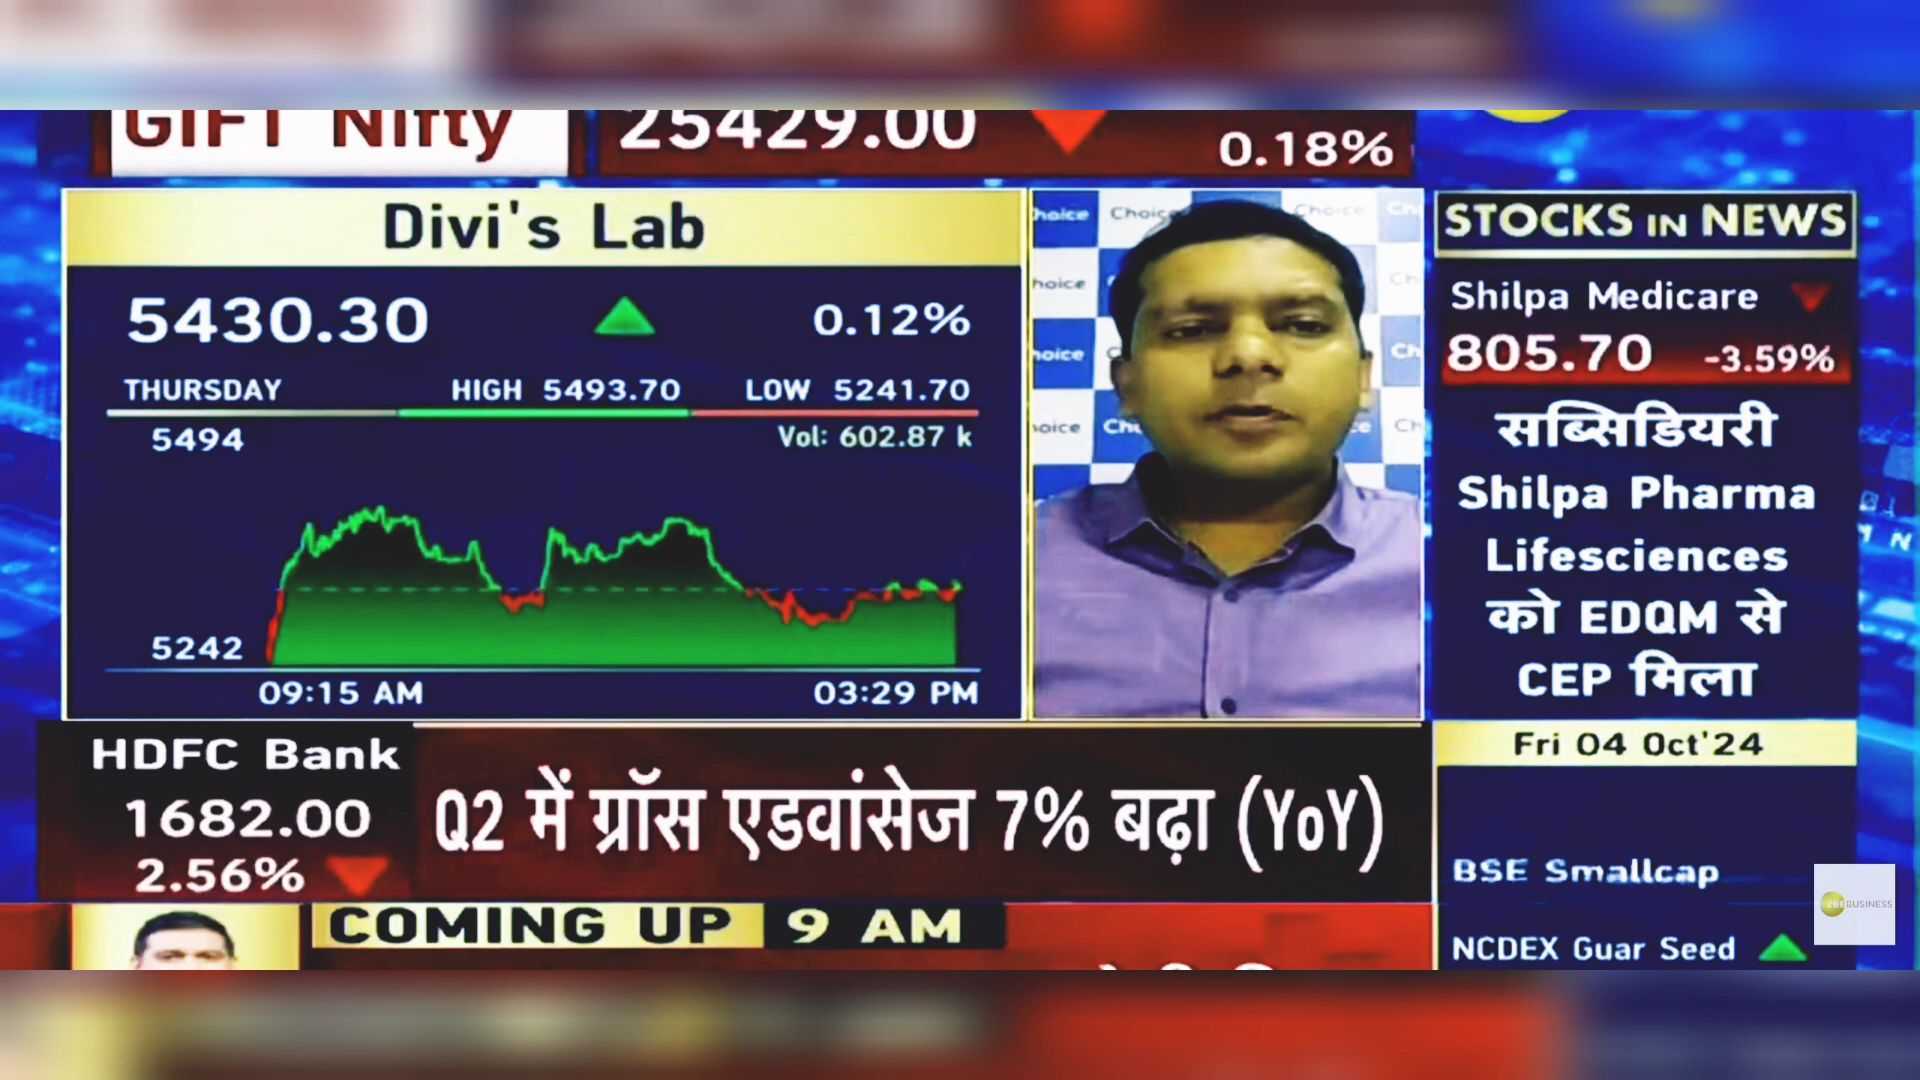 GIFT Nifty 25429.00 0.18%
Divi's Lab
5430.30 0.12%
THURSDAY HIGH 5493.70 LOW 5241.70
5494 Vol: 602.87 k
5242
09:15 AM 03:29 PM
Choice Choice
STOCKS IN NEWS
Shilpa Medicare
805.70 -3.59%
सब्सिडियरी
Shilpa Pharma
Lifesciences
को EDQM से
CEP मिला
HDFC Bank
1682.00
2.56%
Q2 में ग्रॉस एडवांसेज 7% बढ़ा (YoY)
Fri 04 Oct'24
BSE Smallcap
NCDEX Guar Seed
ZEEBUSINESS
COMING UP 9 AM